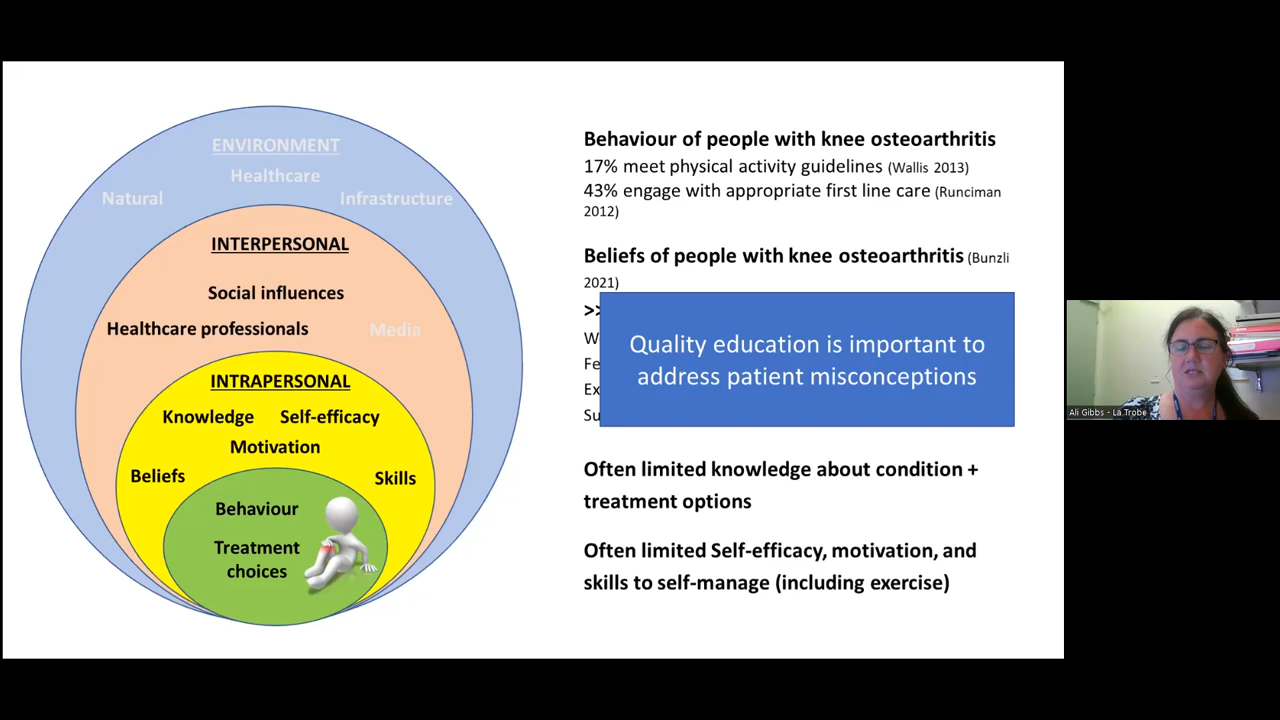 ENVIRONMENT
Healthcare
Natural
Infrastructure
INTERPERSONAL
Social influences
Healthcare professionals
Media
INTRAPERSONAL
Knowledge
Self-efficacy
Motivation
Beliefs
Skills
Behaviour
Treatment
choices
Behaviour of people with knee osteoarthritis
17% meet physical activity guidelines (Wallis 2013)
43% engage with appropriate first line care (Runciman
2012)
Beliefs of people with knee osteoarthritis (Bunzli
2021)
>>
Quality education is important to
address patient misconceptions
Often limited knowledge about condition +
treatment options
Often limited Self-efficacy, motivation, and
skills to self-manage (including exercise)
Ali Gibbs - La Trobe